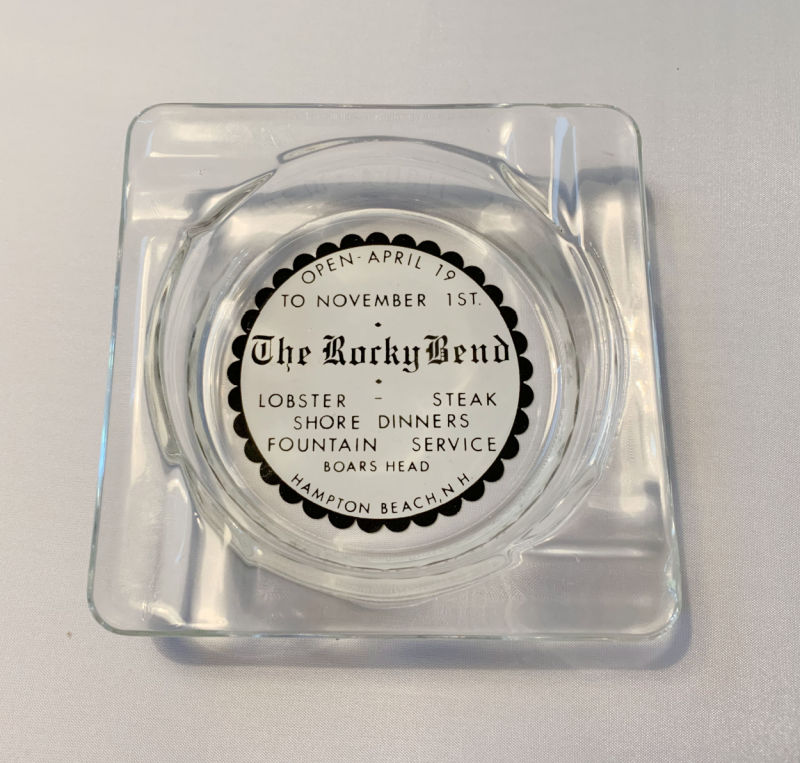 OPEN - APRIL 19
TO NOVEMBER 1ST.
The Rocky Bend
LOBSTER - STEAK
SHORE DINNERS
FOUNTAIN SERVICE
BOARS HEAD
HAMPTON BEACH, N H